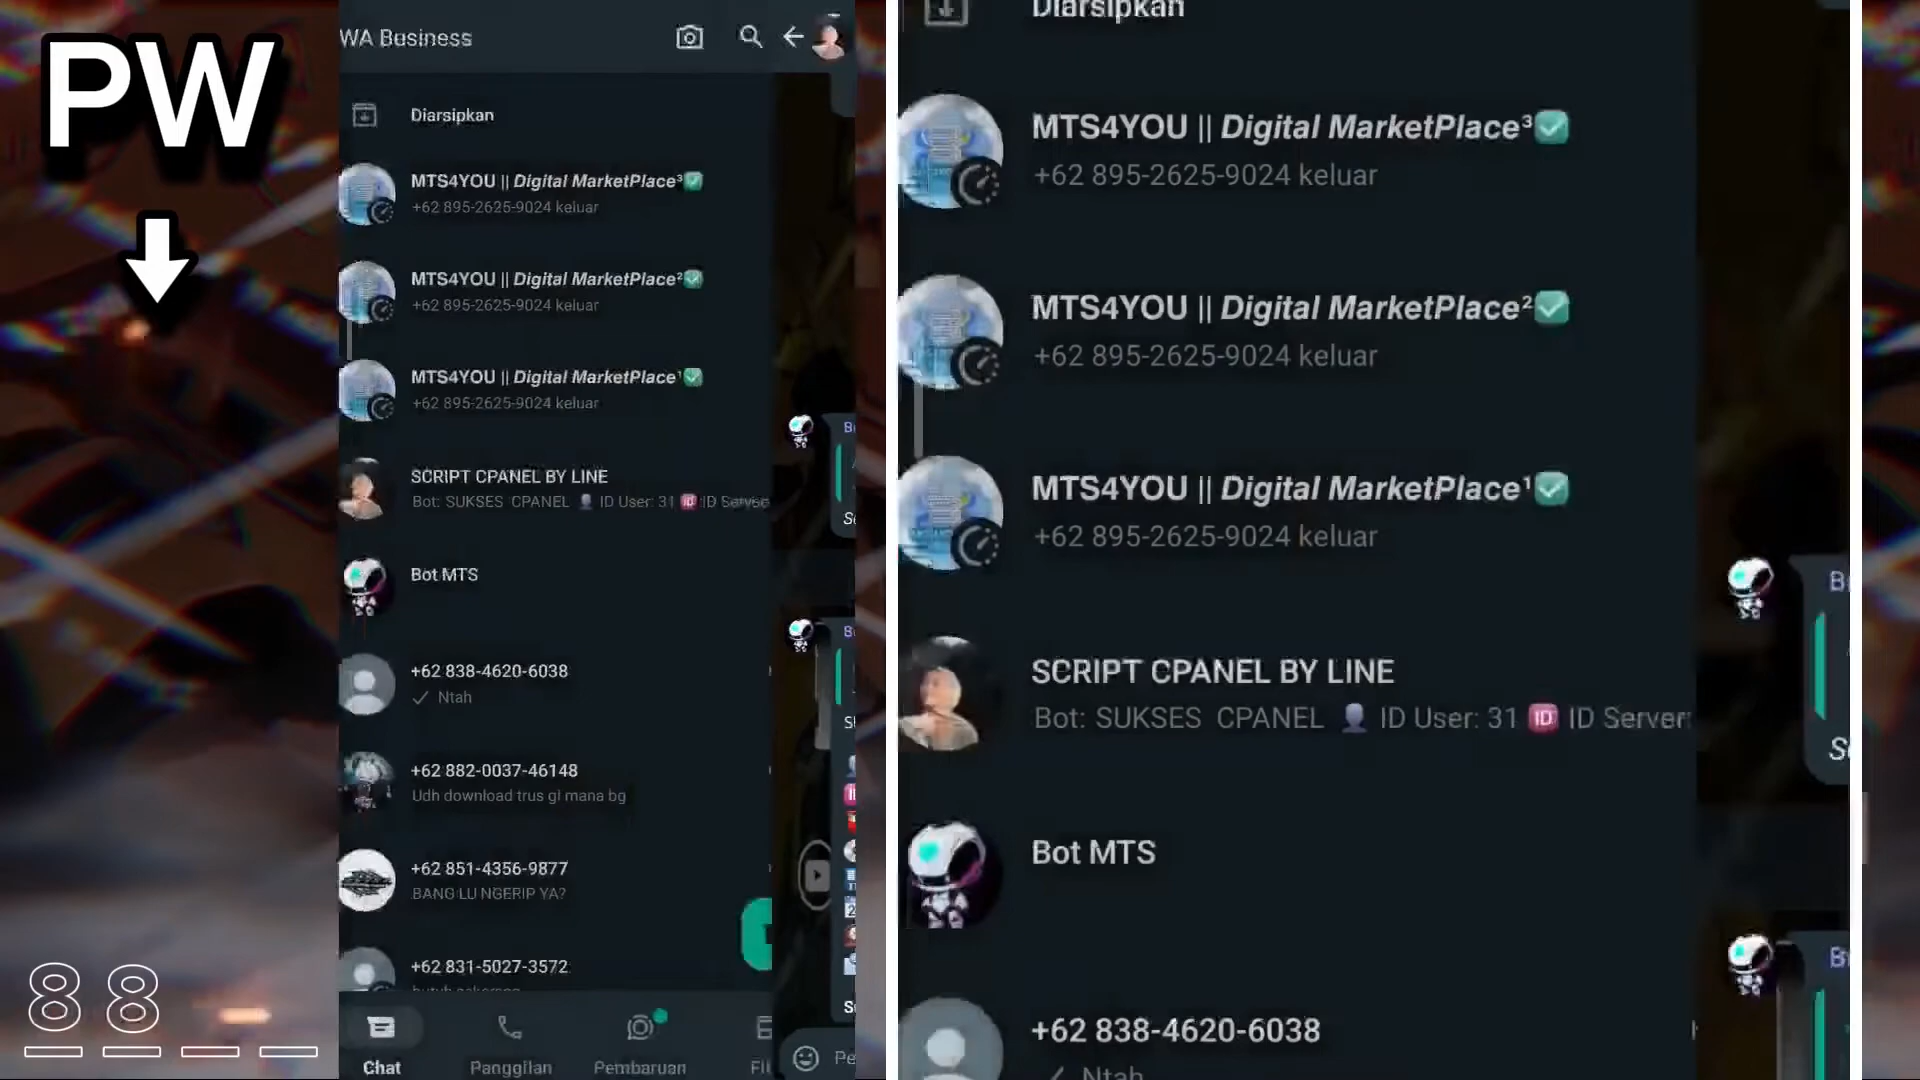 PW
88
WA Business
Diarsipkan
MTS4YOU || Digital MarketPlace³
+62 895-2625-9024 keluar
MTS4YOU || Digital MarketPlace²
+62 895-2625-9024 keluar
MTS4YOU || Digital MarketPlace¹
+62 895-2625-9024 keluar
SCRIPT CPANEL BY LINE
Bot: SUKSES CPANEL 👤 ID User: 31 🆔 ID Server
Bot MTS
+62 838-4620-6038
Ntah
+62 882-0037-46148
Udh download trus gi mana bg
+62 851-4356-9877
BANG LU NGERIP YA?
+62 831-5027-3572
Chat
Panggilan
Pembaruan
Pe
Diarsipkan
MTS4YOU || Digital MarketPlace³
+62 895-2625-9024 keluar
MTS4YOU || Digital MarketPlace²
+62 895-2625-9024 keluar
MTS4YOU || Digital MarketPlace¹
+62 895-2625-9024 keluar
SCRIPT CPANEL BY LINE
Bot: SUKSES CPANEL 👤 ID User: 31 🆔 ID Server:
Bot MTS
+62 838-4620-6038
Ntah